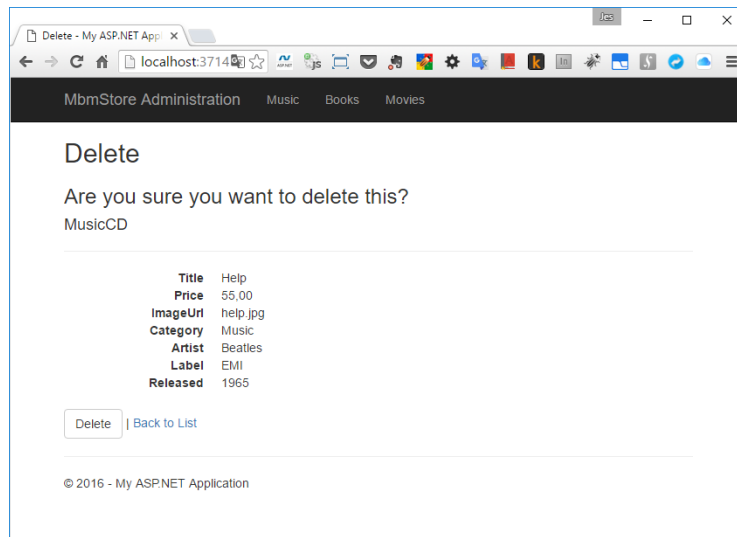 Jes
Delete - My ASP.NET Appl
localhost:3714
MbmStore Administration Music Books Movies
Delete
Are you sure you want to delete this?
MusicCD
Title Help
Price 55,00
ImageUrl help.jpg
Category Music
Artist Beatles
Label EMI
Released 1965
Delete | Back to List
© 2016 - My ASP.NET Application